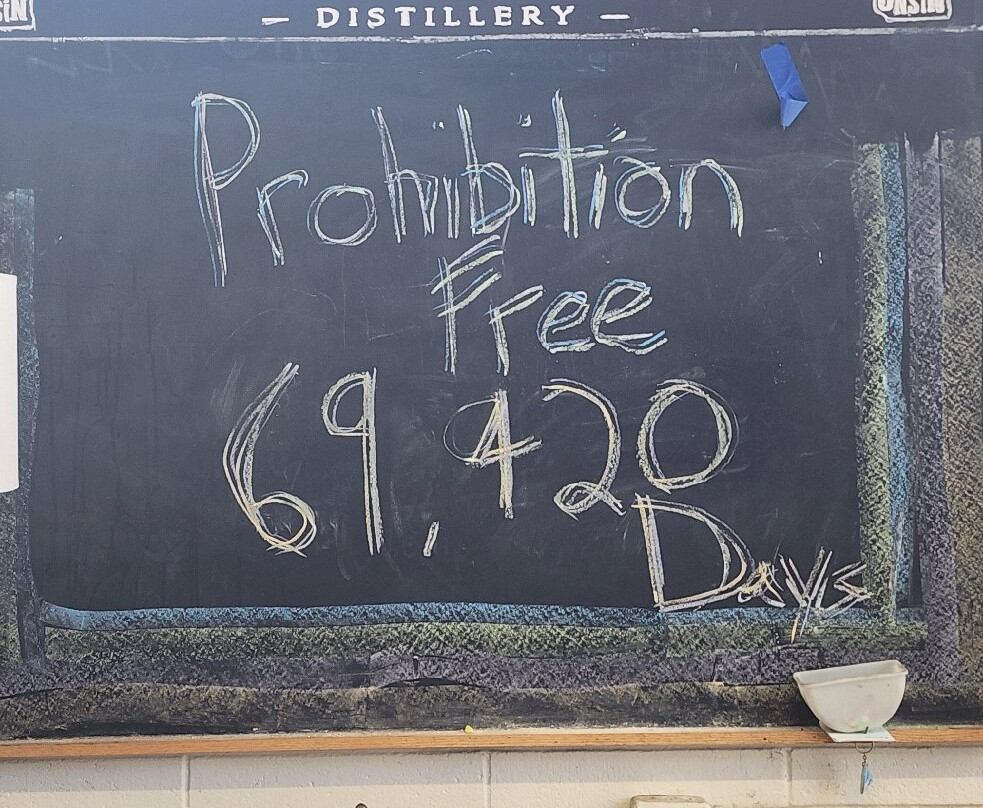 — DISTILLERY —
Prohibition
Free
69,420
Days